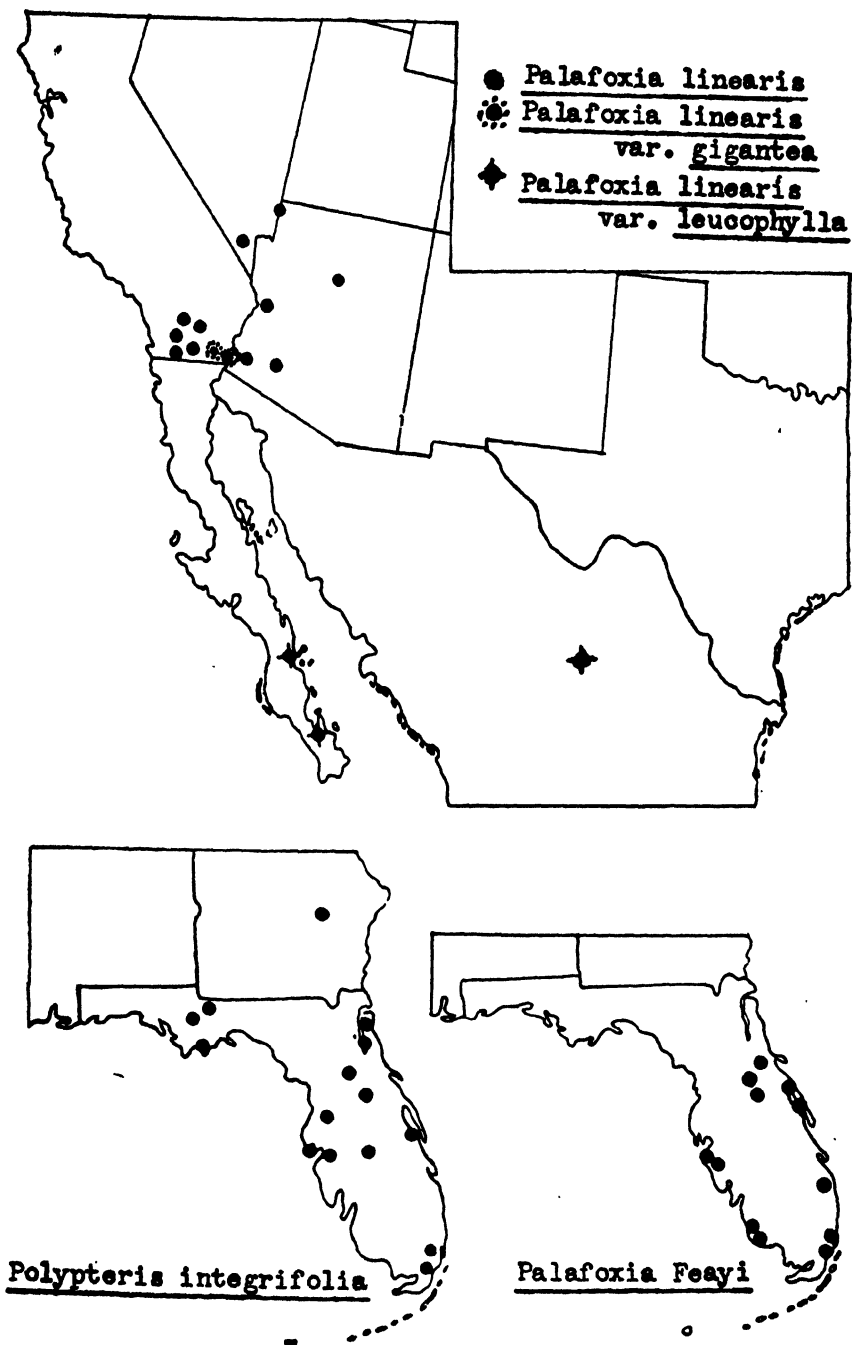 Palafoxia linearis
Palafoxia linearis
var. gigantea
Palafoxia linearis
var. leucophylla
Polypteris integrifolia
Palafoxia Feayi